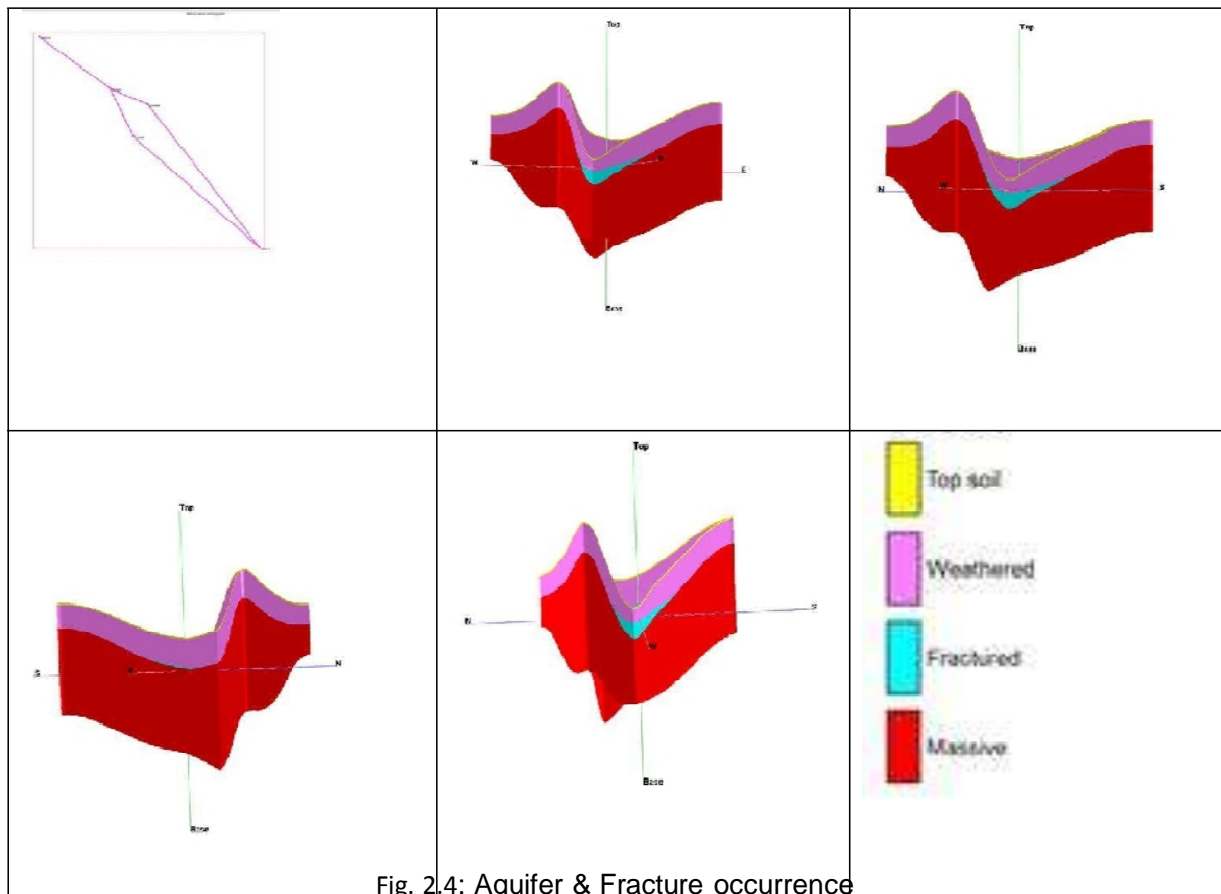 Top
W
E
Base
Top
N
W
S
Base
Top
S
N
Base
Top
N
S
W
Base
Top soil
Weathered
Fractured
Massive
Fig. 2.4: Aquifer & Fracture occurrence